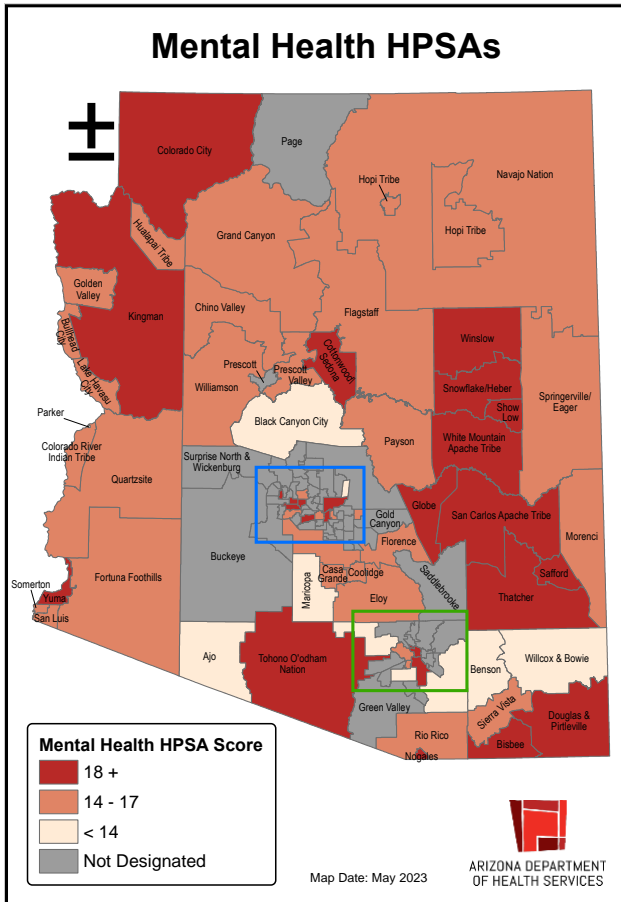 Mental Health HPSAs
±
Colorado City
Page
Navajo Nation
Hopi Tribe
Hopi Tribe
Hualapai Tribe
Grand Canyon
Golden
Valley
Kingman
Bullhead
City
Lake Havasu
City
Chino Valley
Flagstaff
Prescott
Prescott
Valley
Williamson
Cottonwood/
Sedona
Winslow
Snowflake/Heber
Show
Low
Springerville/
Eager
White Mountain
Apache Tribe
Black Canyon City
Payson
Parker
Colorado River
Indian Tribe
Quartzsite
Surprise North &
Wickenburg
Buckeye
Gold
Canyon
Globe
San Carlos Apache Tribe
Morenci
Florence
Safford
Thatcher
Saddlebrooke
Casa
Grande
Coolidge
Maricopa
Eloy
Somerton
Yuma
San Luis
Fortuna Foothills
Ajo
Tohono O'odham
Nation
Benson
Willcox & Bowie
Green Valley
Sierra Vista
Douglas &
Pirtleville
Rio Rico
Bisbee
Nogales
Mental Health HPSA Score
18 +
14 - 17
< 14
Not Designated
Map Date: May 2023
ARIZONA DEPARTMENT
OF HEALTH SERVICES